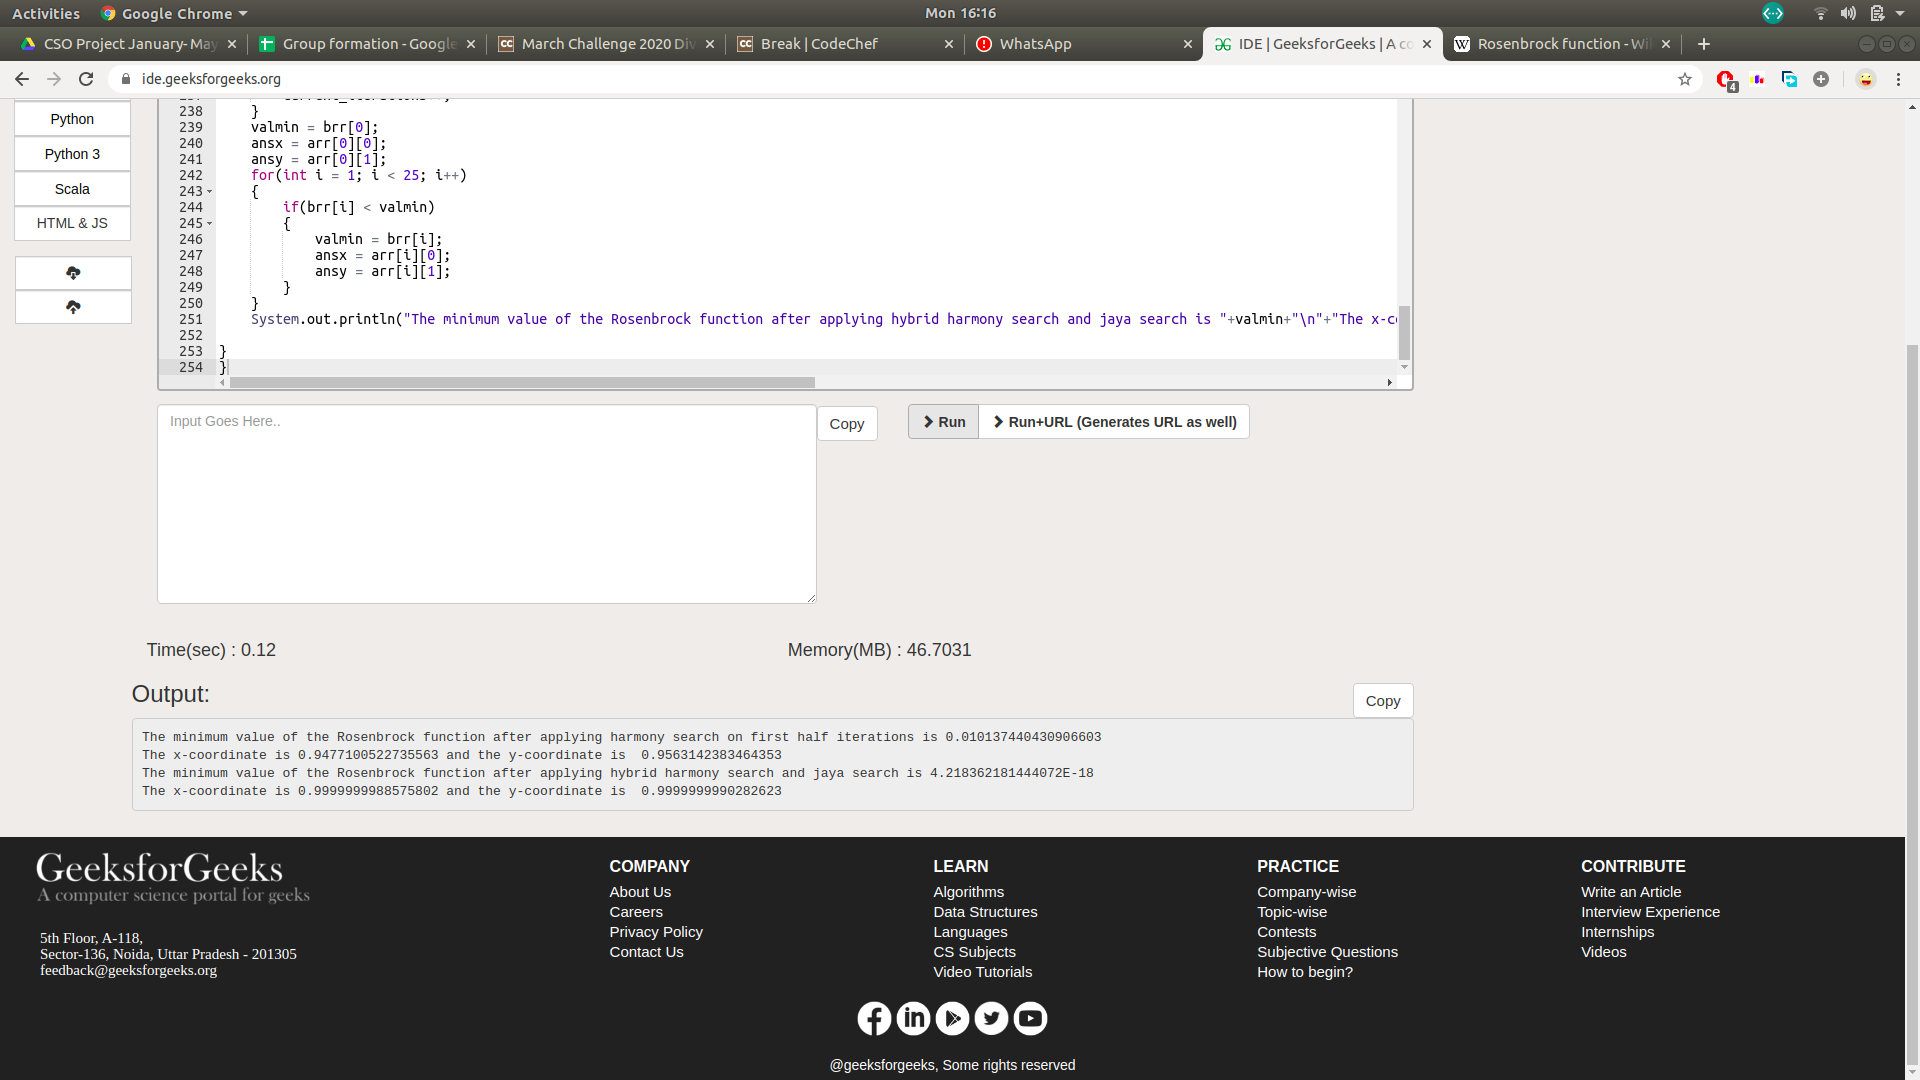 Activities Google Chrome Mon 16:16
CSO Project January-May Group formation - Google March Challenge 2020 Div Break | CodeChef WhatsApp IDE | GeeksforGeeks | A co Rosenbrock function - Wi
ide.geeksforgeeks.org 4
Python
Python 3
Scala
HTML & JS
238 }
239 valmin = brr[0];
240 ansx = arr[0][0];
241 ansy = arr[0][1];
242 for(int i = 1; i < 25; i++)
243 {
244 if(brr[i] < valmin)
245 {
246 valmin = brr[i];
247 ansx = arr[i][0];
248 ansy = arr[i][1];
249 }
250 }
251 System.out.println("The minimum value of the Rosenbrock function after applying hybrid harmony search and jaya search is "+valmin+"\n"+"The x-c
252
253 }
254 }
Input Goes Here..
Copy
Run
Run+URL (Generates URL as well)
Time(sec) : 0.12 Memory(MB) : 46.7031
Output:
Copy
The minimum value of the Rosenbrock function after applying harmony search on first half iterations is 0.010137440430906603
The x-coordinate is 0.9477100522735563 and the y-coordinate is 0.9563142383464353
The minimum value of the Rosenbrock function after applying hybrid harmony search and jaya search is 4.218362181444072E-18
The x-coordinate is 0.9999999988575802 and the y-coordinate is 0.9999999990282623
GeeksforGeeks
A computer science portal for geeks
5th Floor, A-118,
Sector-136, Noida, Uttar Pradesh - 201305
feedback@geeksforgeeks.org
COMPANY
About Us
Careers
Privacy Policy
Contact Us
LEARN
Algorithms
Data Structures
Languages
CS Subjects
Video Tutorials
PRACTICE
Company-wise
Topic-wise
Contests
Subjective Questions
How to begin?
CONTRIBUTE
Write an Article
Interview Experience
Internships
Videos
@geeksforgeeks, Some rights reserved